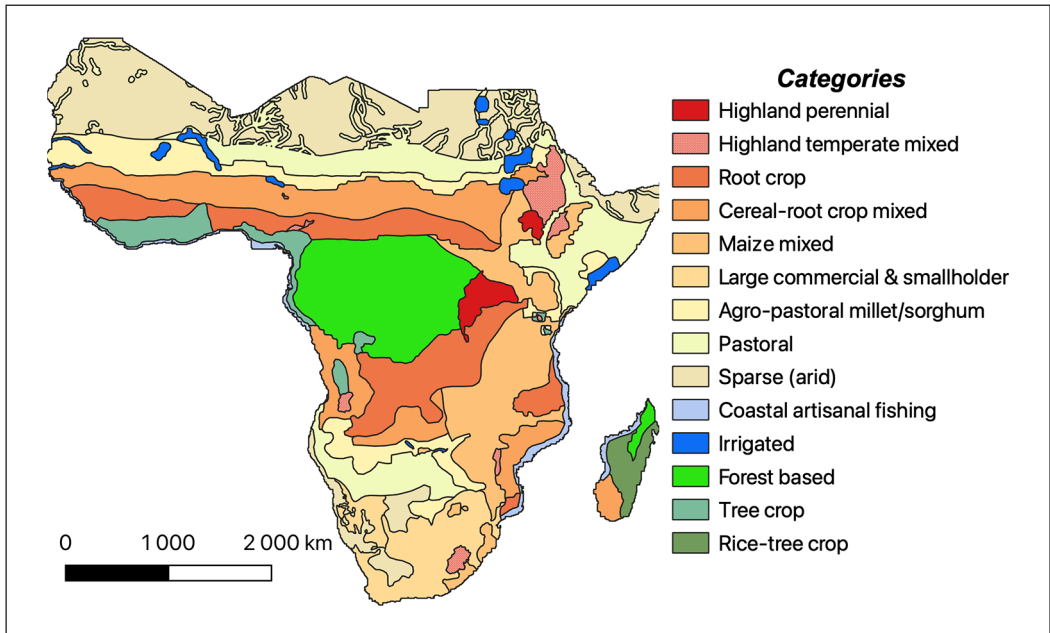 Categories
Highland perennial
Highland temperate mixed
Root crop
Cereal-root crop mixed
Maize mixed
Large commercial & smallholder
Agro-pastoral millet/sorghum
Pastoral
Sparse (arid)
Coastal artisanal fishing
Irrigated
Forest based
Tree crop
Rice-tree crop
0 1 000 2 000 km